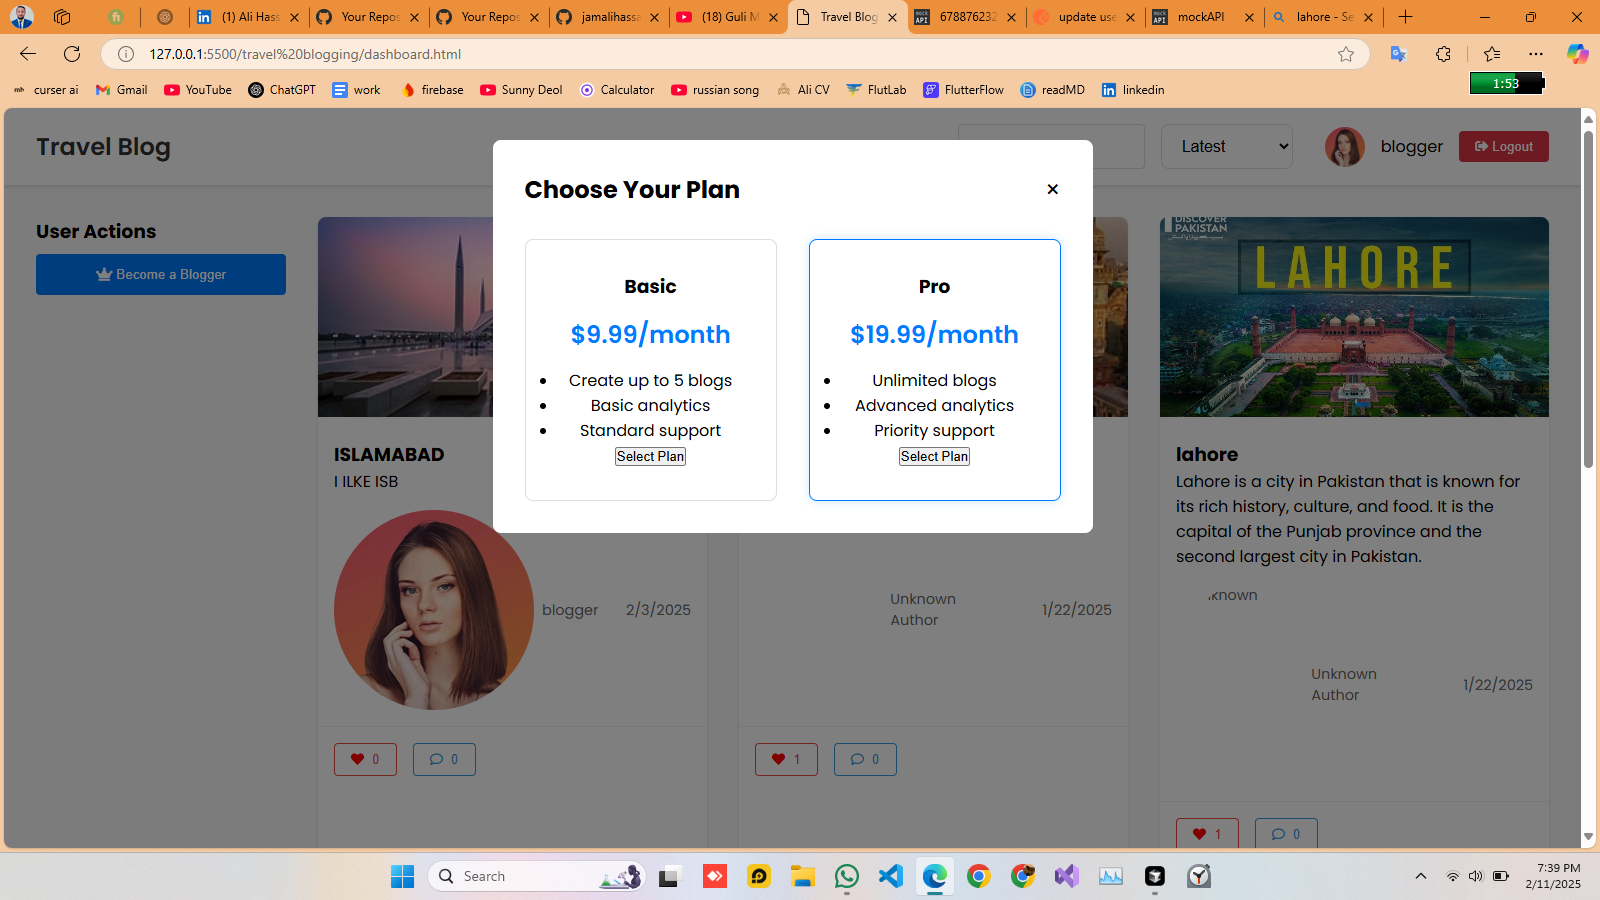 (1) Ali Hass
Your Repos
Your Repos
jamalihassa
(18) Guli M
Travel Blog
678876232
update use
mockAPI
lahore - Se
127.0.0.1:5500/travel%20blogging/dashboard.html
curser ai
Gmail
YouTube
ChatGPT
work
firebase
Sunny Deol
Calculator
russian song
Ali CV
FlutLab
FlutterFlow
readMD
linkedin
1:53
Travel Blog
Latest
blogger
Logout
User Actions
Become a Blogger
Choose Your Plan
×
Basic
$9.99/month
Create up to 5 blogs
Basic analytics
Standard support
Select Plan
Pro
$19.99/month
Unlimited blogs
Advanced analytics
Priority support
Select Plan
ISLAMABAD
I ILKE ISB
blogger
2/3/2025
0
0
Unknown
Author
1/22/2025
1
0
DISCOVER
PAKISTAN
LAHORE
lahore
Lahore is a city in Pakistan that is known for
its rich history, culture, and food. It is the
capital of the Punjab province and the
second largest city in Pakistan.
known
Unknown
Author
1/22/2025
1
0
Search
7:39 PM
2/11/2025